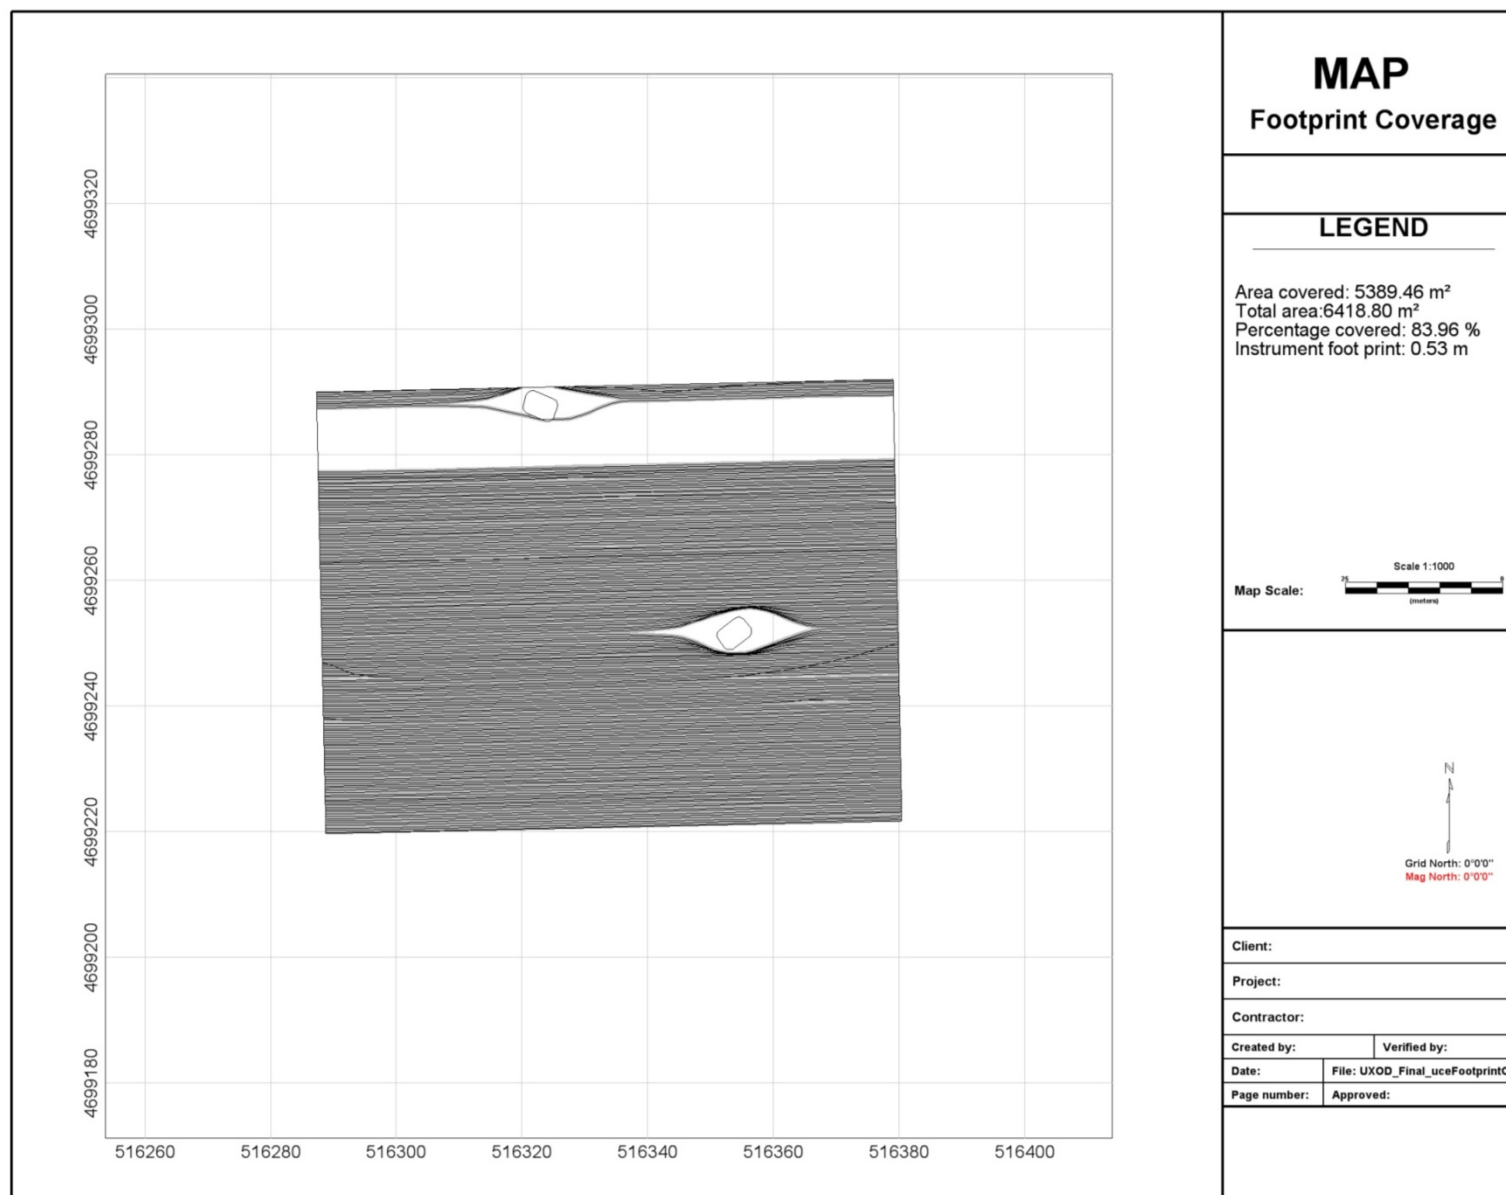 MAP
Footprint Coverage
LEGEND
Area covered: 5389.46 m²
Total area:6418.80 m²
Percentage covered: 83.96 %
Instrument foot print: 0.53 m
Scale 1:1000
Map Scale:
25 0
(meters)
N
Grid North: 0°0'0"
Mag North: 0°0'0"
Client:
Project:
Contractor:
Created by: Verified by:
Date: File: UXOD_Final_uceFootprintC
Page number: Approved:
4699320
4699300
4699280
4699260
4699240
4699220
4699200
4699180
516260 516280 516300 516320 516340 516360 516380 516400